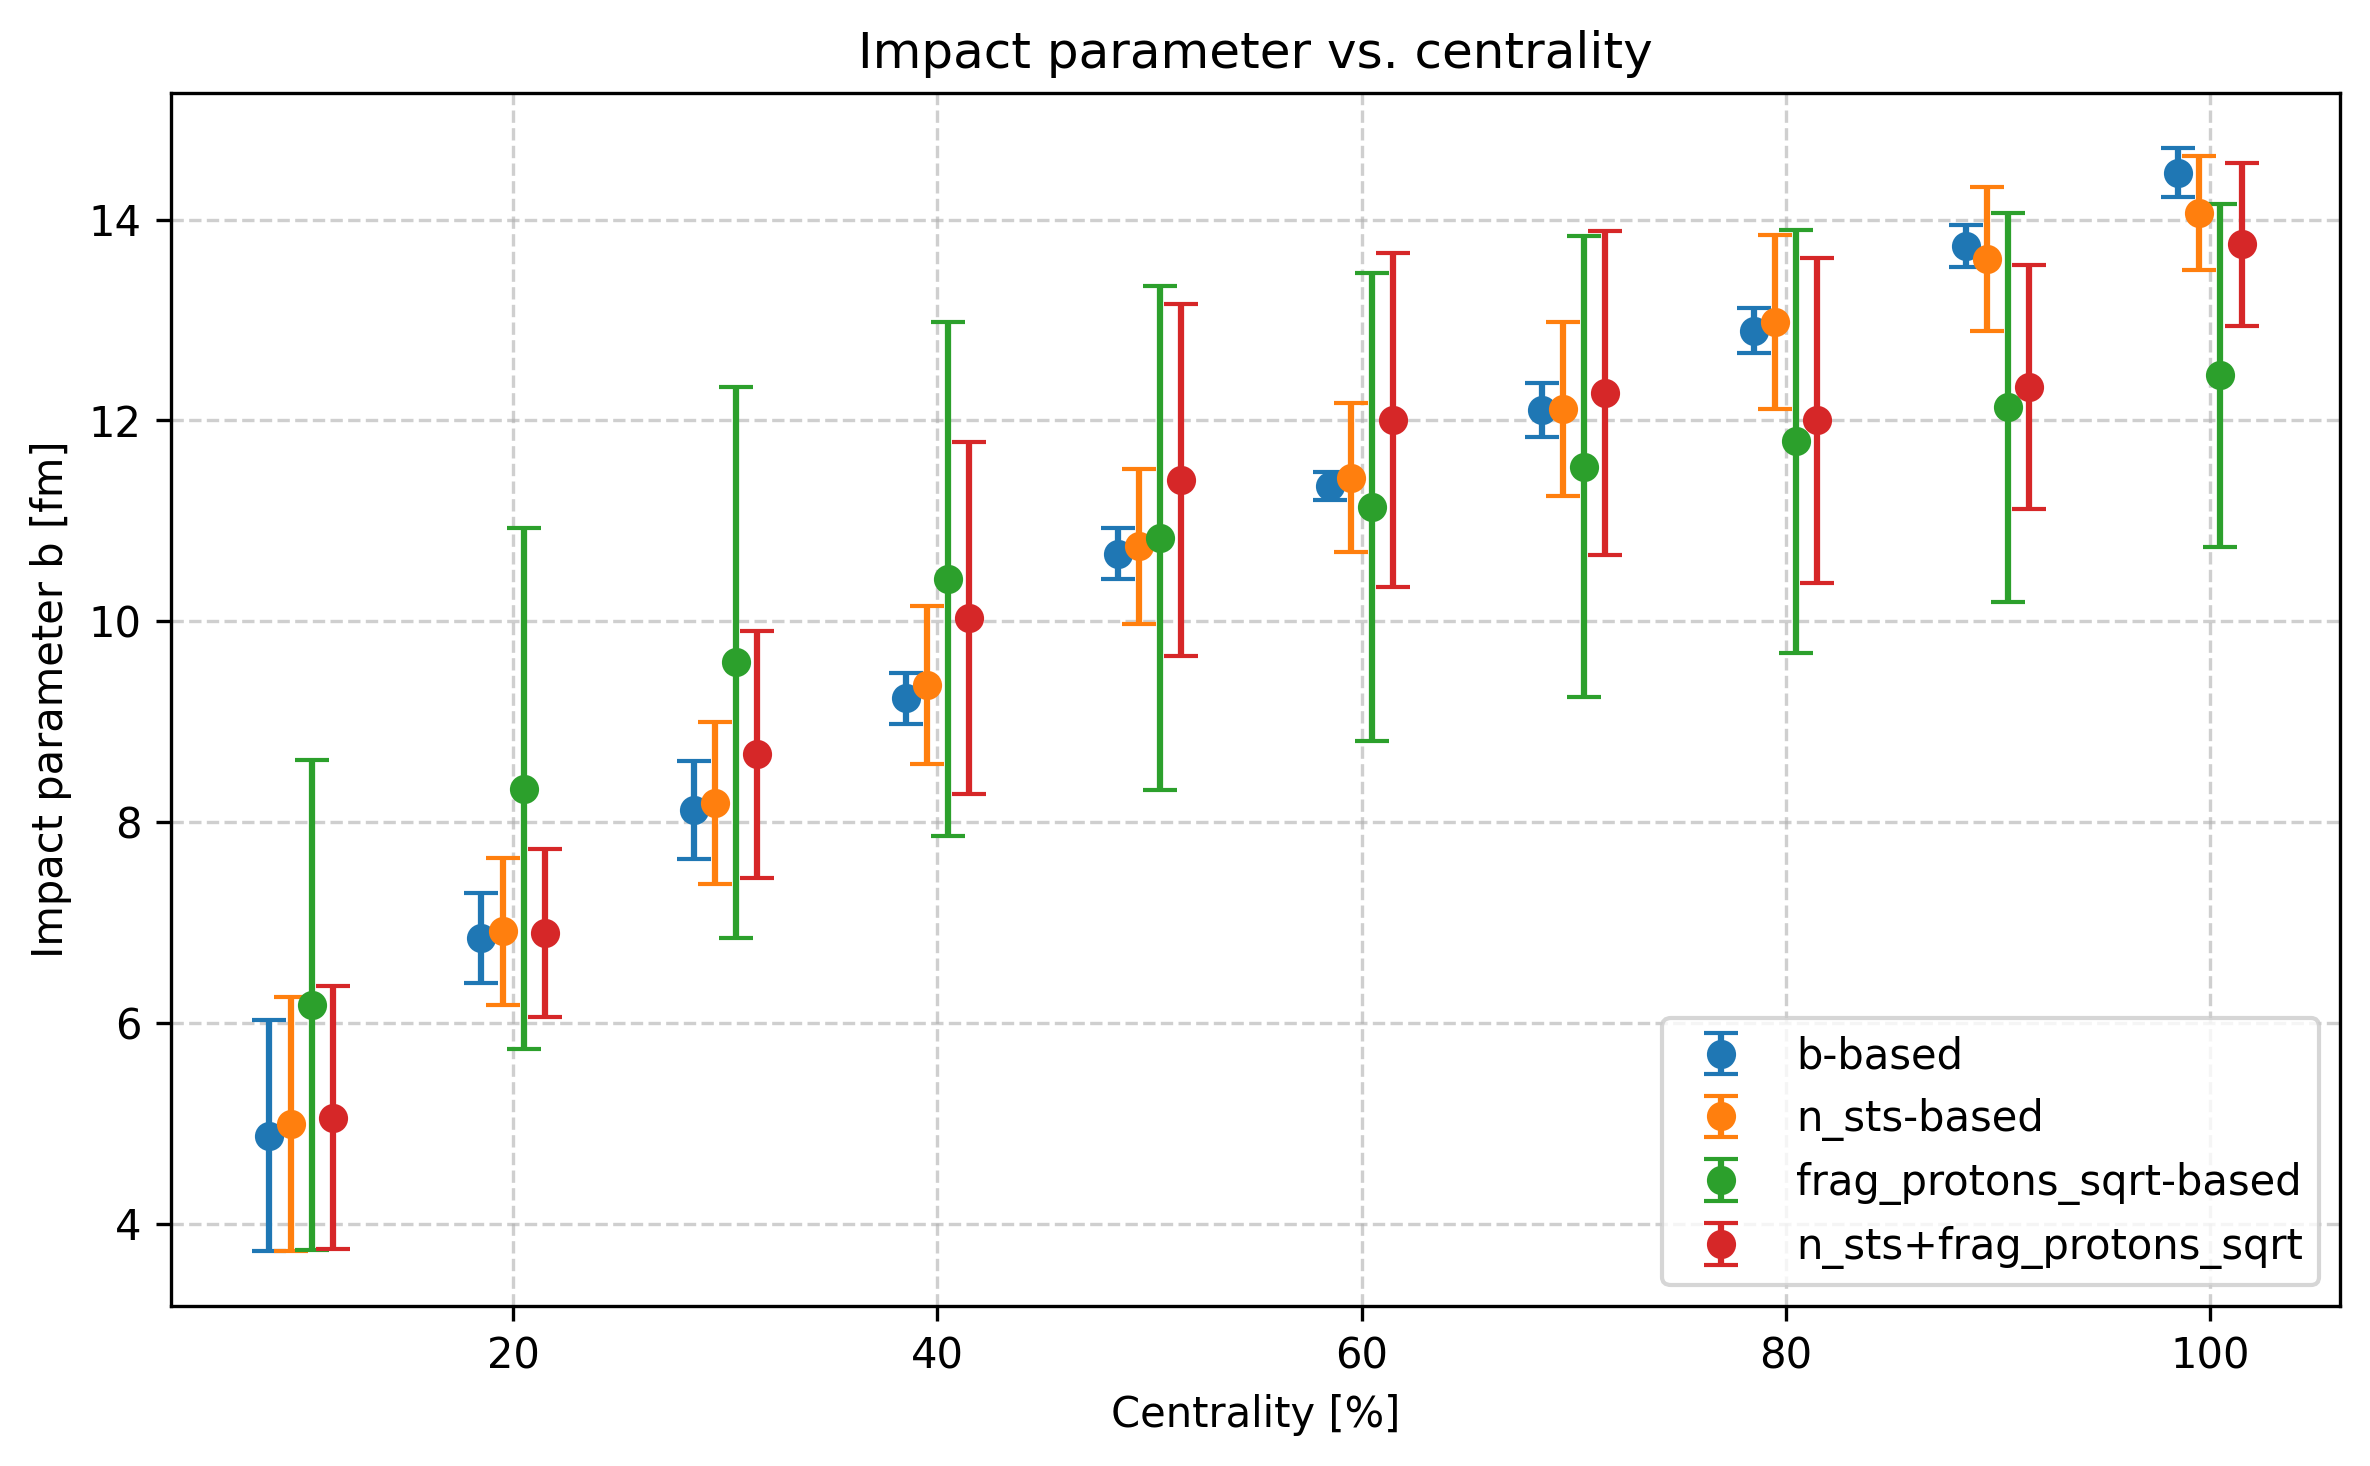 Impact parameter vs. centrality
Impact parameter b [fm]
14
12
10
8
6
4
20 40 60 80 100
Centrality [%]
b-based
n_sts-based
frag_protons_sqrt-based
n_sts+frag_protons_sqrt